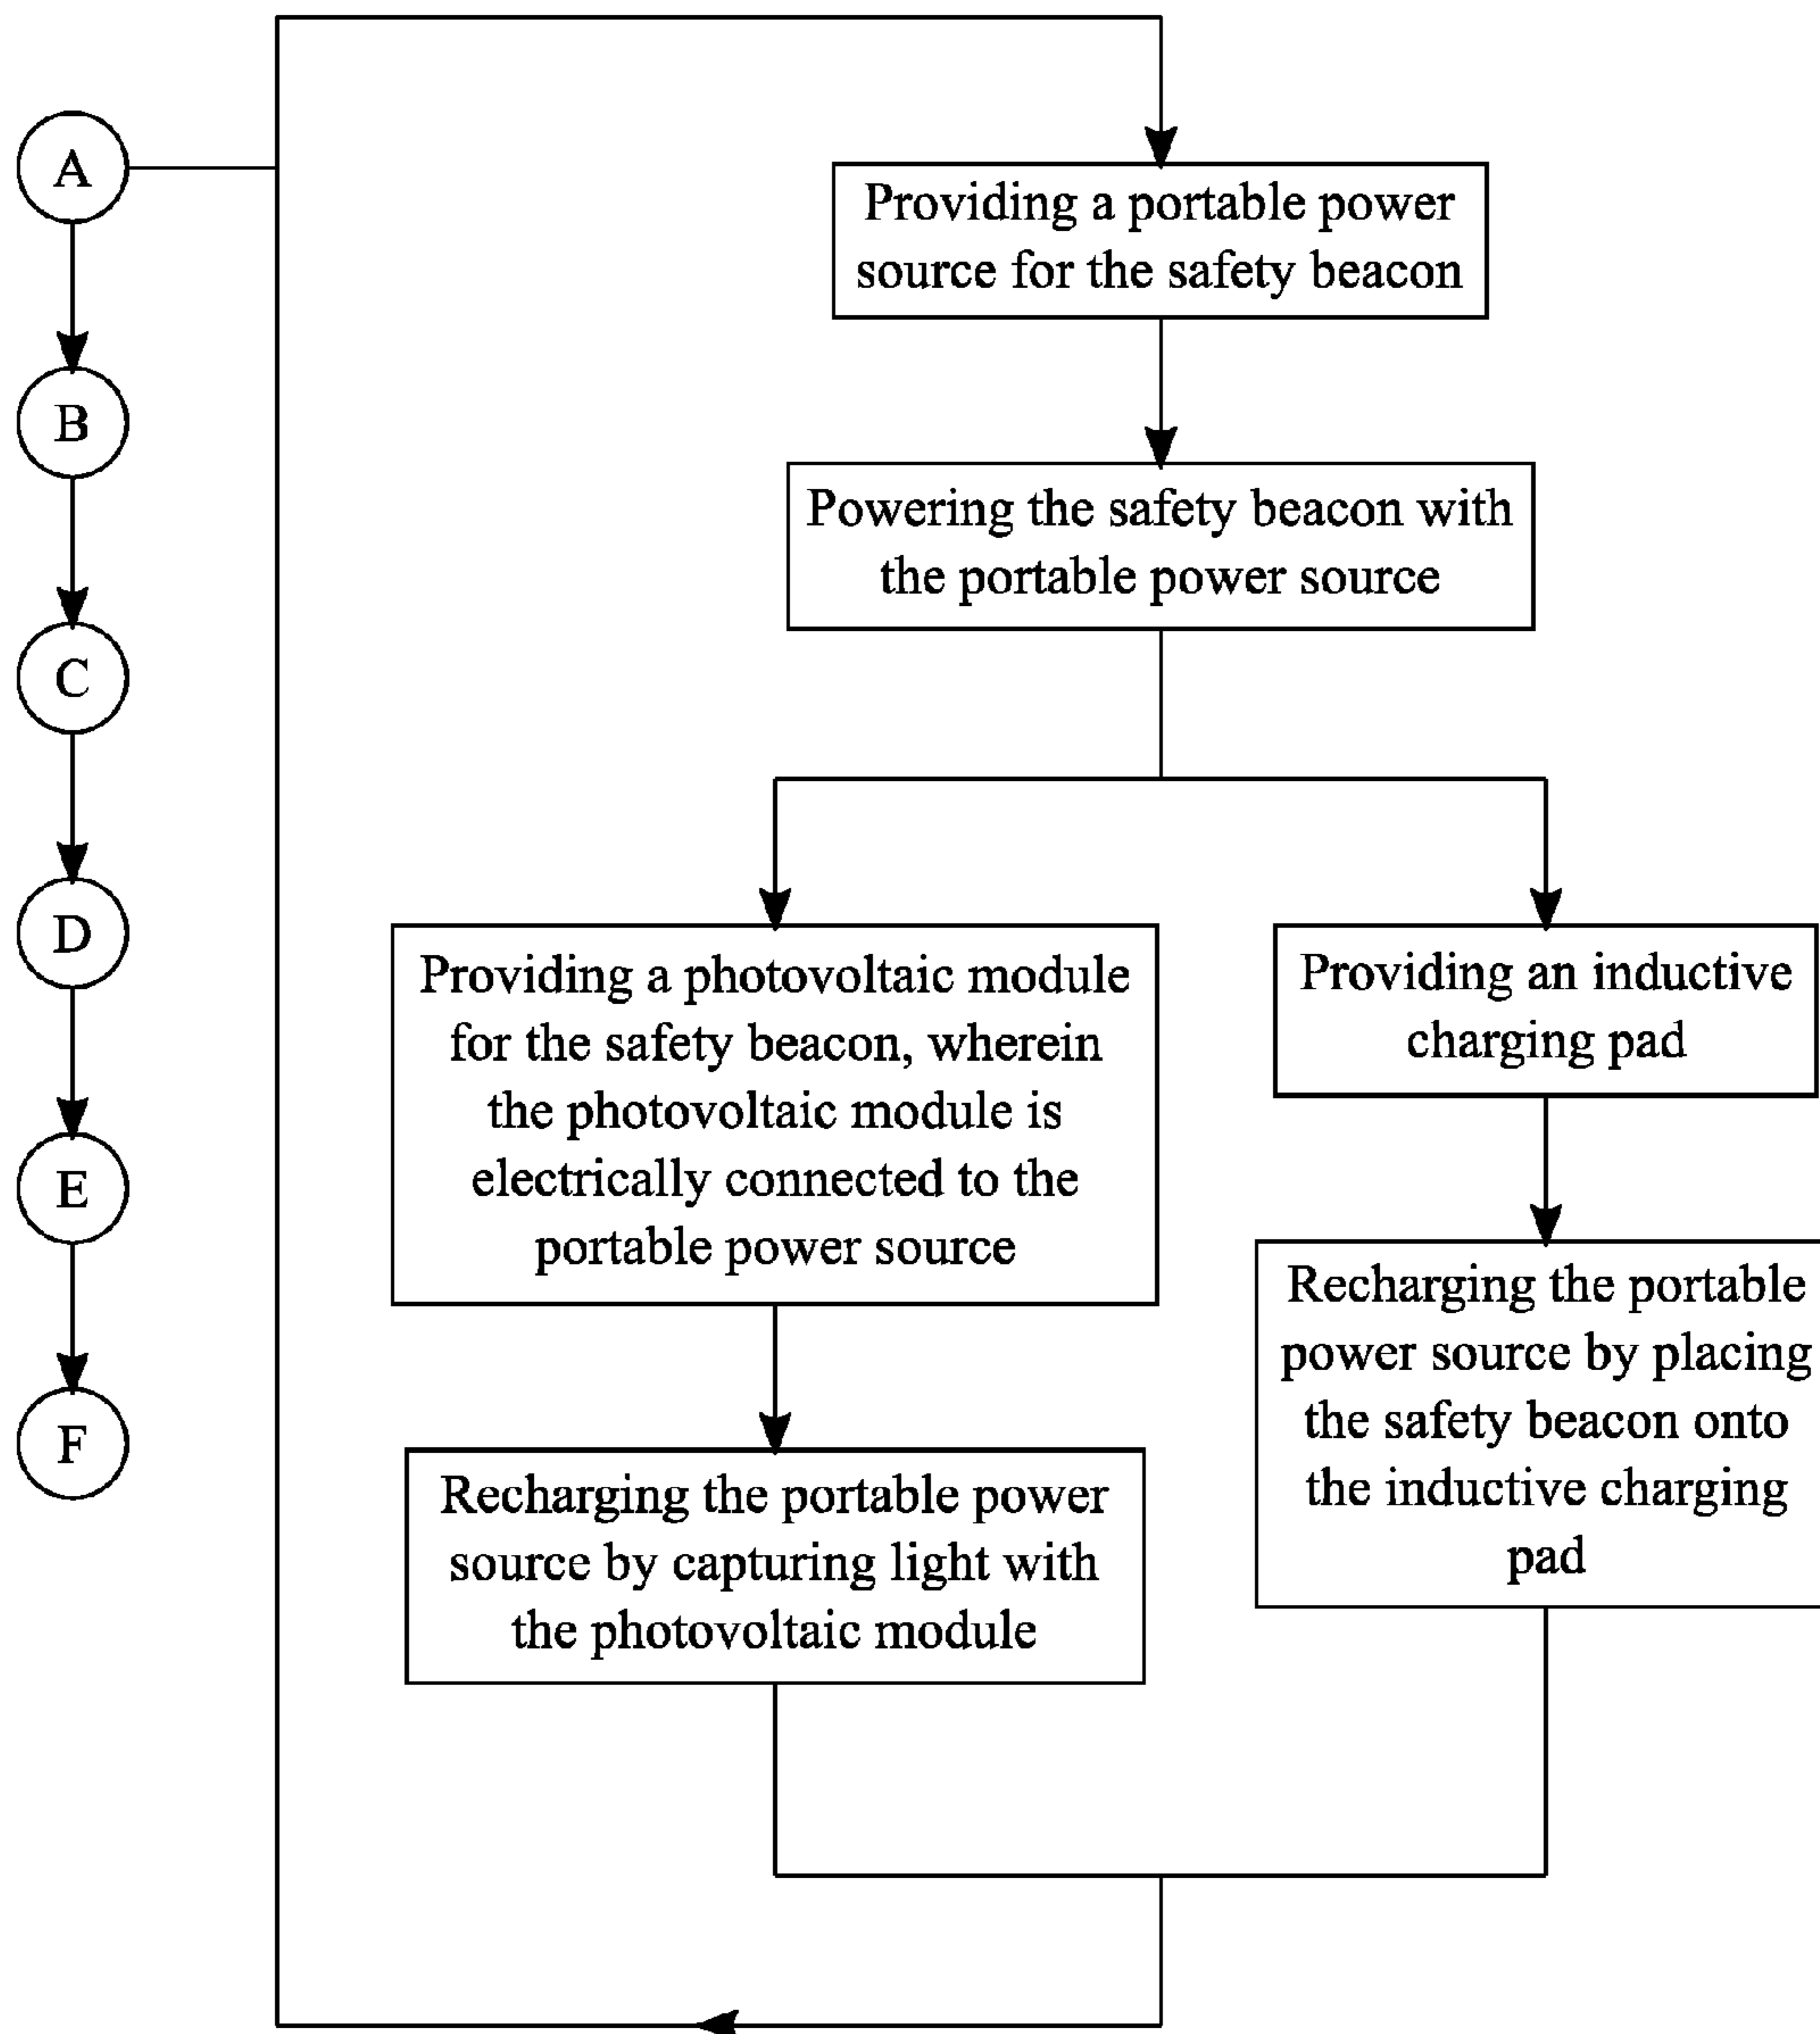 A
B
C
D
E
F
Providing a portable power
source for the safety beacon
Powering the safety beacon with
the portable power source
Providing a photovoltaic module
for the safety beacon, wherein
the photovoltaic module is
electrically connected to the
portable power source
Recharging the portable power
source by capturing light with
the photovoltaic module
Providing an inductive
charging pad
Recharging the portable
power source by placing
the safety beacon onto
the inductive charging
pad